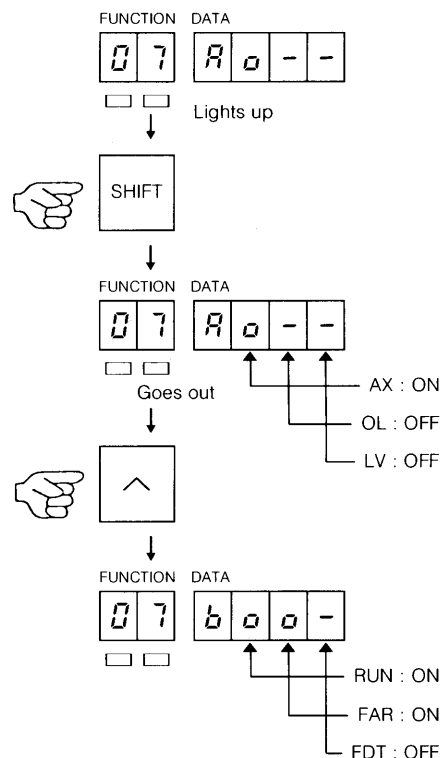 FUNCTION DATA
07 Ao--
Lights up
SHIFT
FUNCTION DATA
07 Ao--
Goes out
AX : ON
OL : OFF
LV : OFF
^
FUNCTION DATA
07 boo-
RUN : ON
FAR : ON
FDT : OFF